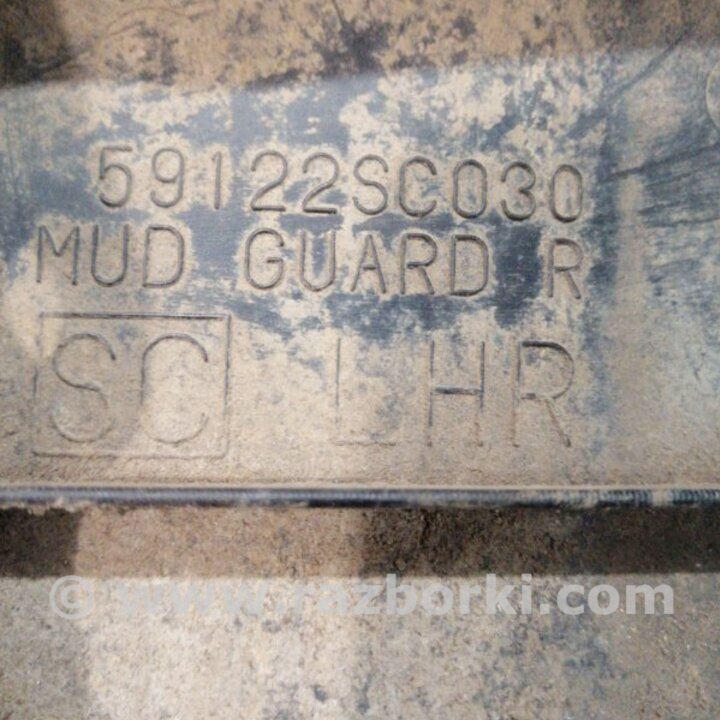 59122SC030
MUD GUARD R
SC LHR
© www.razborki.com